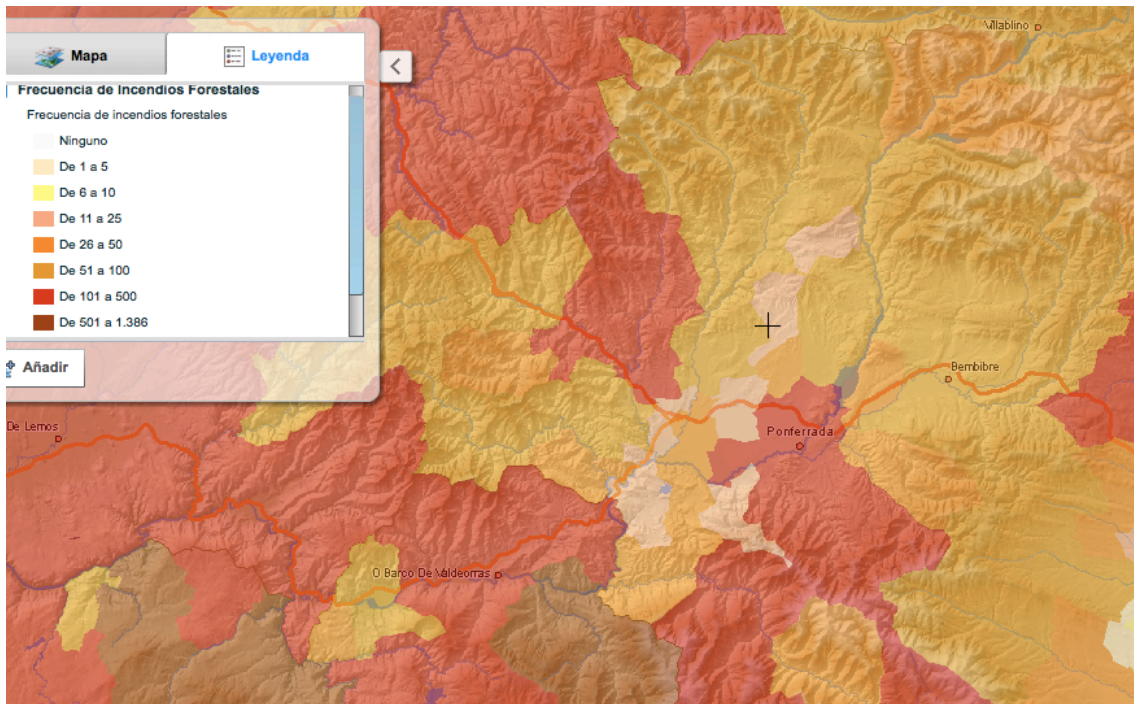 Mapa
Leyenda
Frecuencia de Incendios Forestales
Frecuencia de incendios forestales
Ninguno
De 1 a 5
De 6 a 10
De 11 a 25
De 26 a 50
De 51 a 100
De 101 a 500
De 501 a 1.386
Añadir
Villablino
Bembibre
De Lemos
Ponferrada
O Barco De Valdeorras